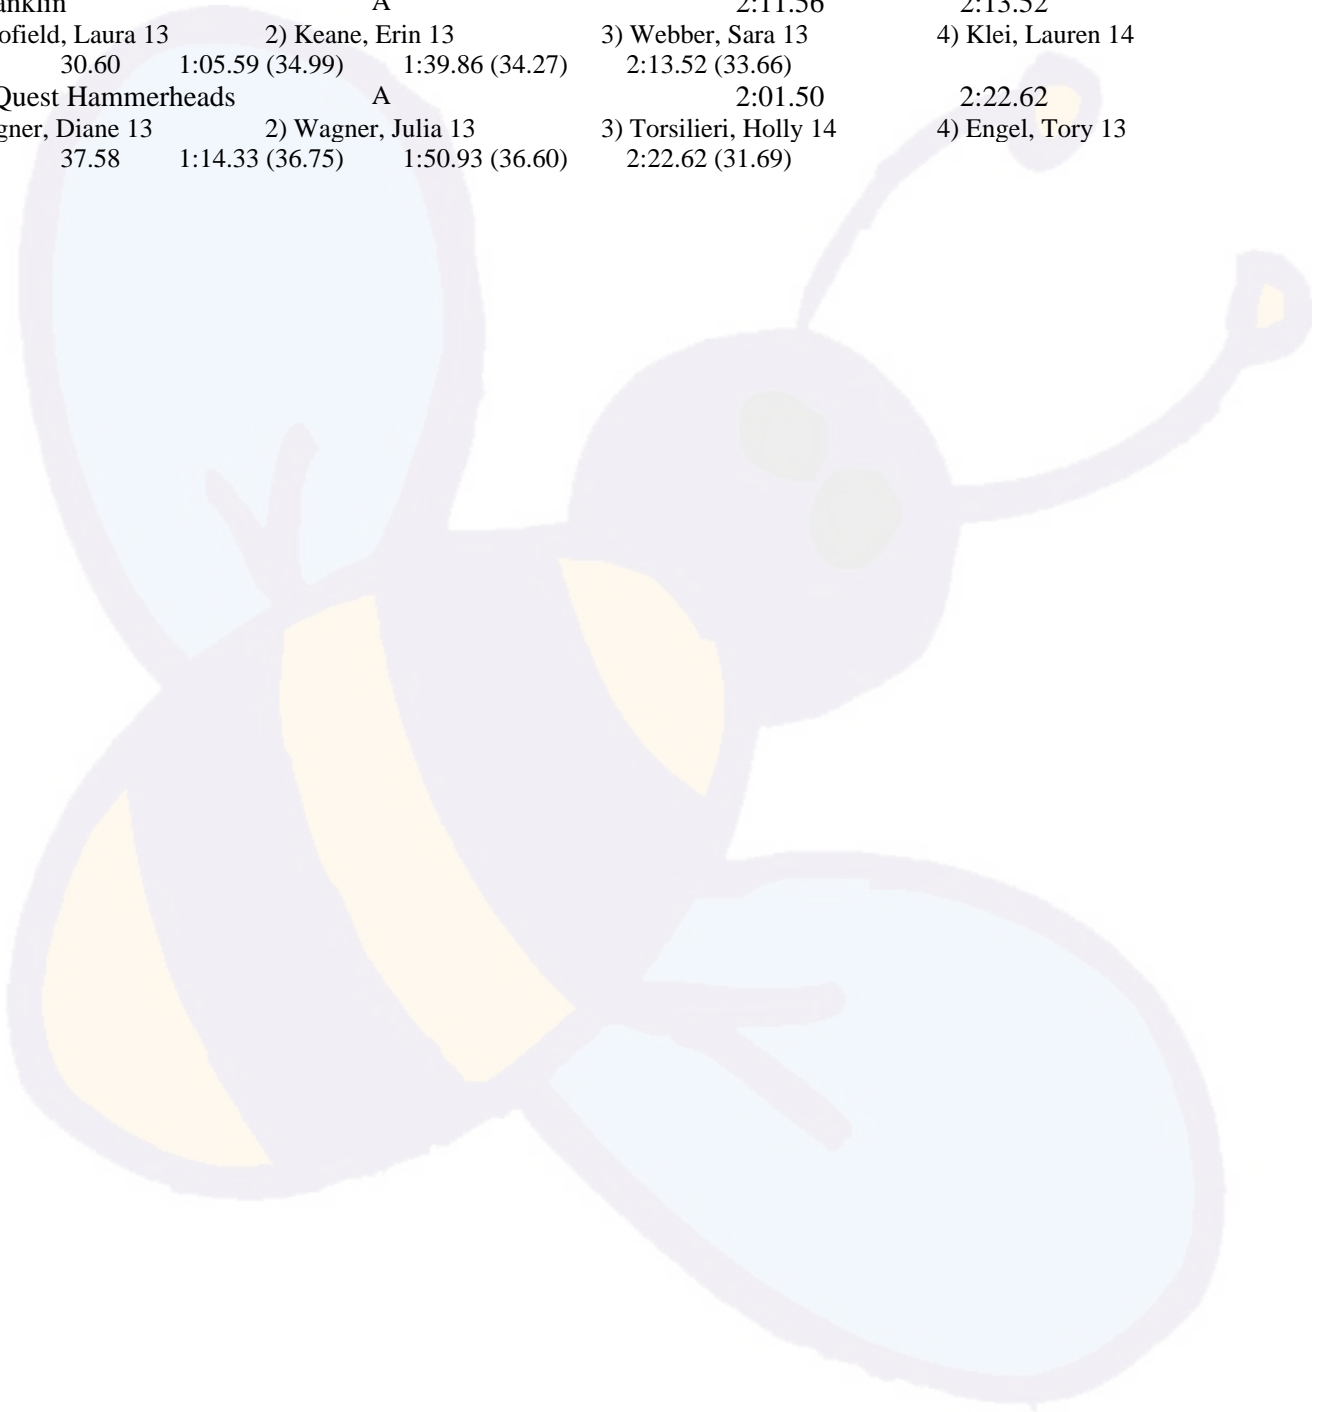 anklin A 2:11.56 2:13.52
ofield, Laura 13 2) Keane, Erin 13 3) Webber, Sara 13 4) Klei, Lauren 14
30.60 1:05.59 (34.99) 1:39.86 (34.27) 2:13.52 (33.66)
Quest Hammerheads A 2:01.50 2:22.62
gner, Diane 13 2) Wagner, Julia 13 3) Torsilieri, Holly 14 4) Engel, Tory 13
37.58 1:14.33 (36.75) 1:50.93 (36.60) 2:22.62 (31.69)